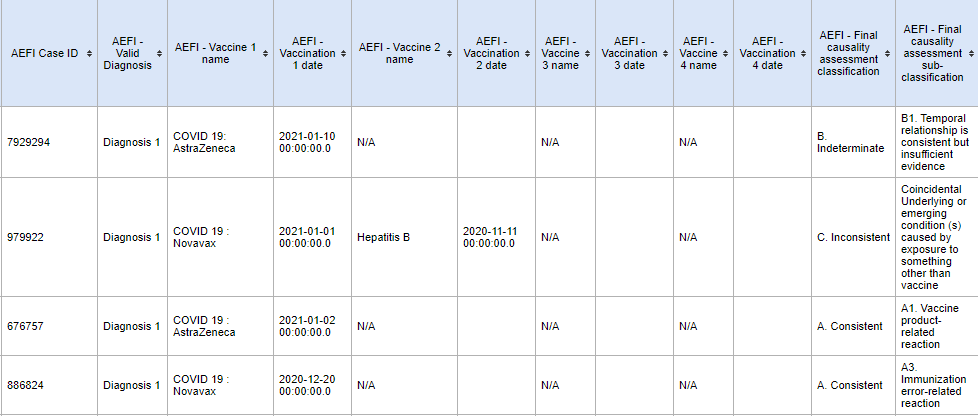 AEFI Case ID
AEFI -
Valid
Diagnosis
AEFI - Vaccine 1
name
AEFI -
Vaccination
1 date
AEFI - Vaccine 2
name
AEFI -
Vaccination
2 date
AEFI -
Vaccine
3 name
AEFI -
Vaccination
3 date
AEFI -
Vaccine
4 name
AEFI -
Vaccination
4 date
AEFI - Final
causality
assessment
classification
AEFI - Final
causality
assessment
sub-
classification
7929294
Diagnosis 1
COVID 19:
AstraZeneca
2021-01-10
00:00:00.0
N/A
N/A
N/A
B.
Indeterminate
B1. Temporal
relationship is
consistent but
insufficient
evidence
979922
Diagnosis 1
COVID 19 :
Novavax
2021-01-01
00:00:00.0
Hepatitis B
2020-11-11
00:00:00.0
N/A
N/A
C. Inconsistent
Coincidental
Underlying or
emerging
condition (s)
caused by
exposure to
something
other than
vaccine
676757
Diagnosis 1
COVID 19 :
AstraZeneca
2021-01-02
00:00:00.0
N/A
N/A
N/A
A. Consistent
A1. Vaccine
product-
related
reaction
886824
Diagnosis 1
COVID 19 :
Novavax
2020-12-20
00:00:00.0
N/A
N/A
N/A
A. Consistent
A3.
Immunization
error-related
reaction